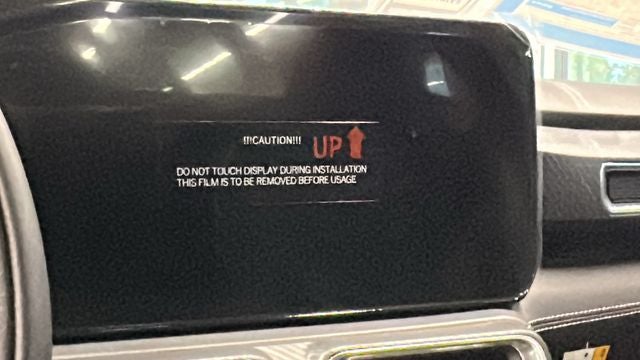 !!!CAUTION!!! UP
DO NOT TOUCH DISPLAY DURING INSTALLATION
THIS FILM IS TO BE REMOVED BEFORE USAGE